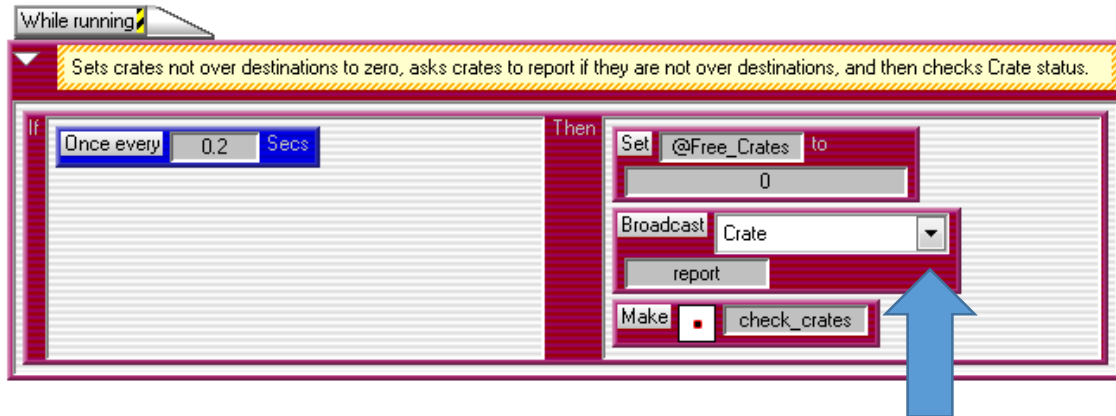 While running
Sets crates not over destinations to zero, asks crates to report if they are not over destinations, and then checks Crate status.
If
Once every 0.2 Secs
Then
Set @Free_Crates to
0
Broadcast Crate
report
Make check_crates